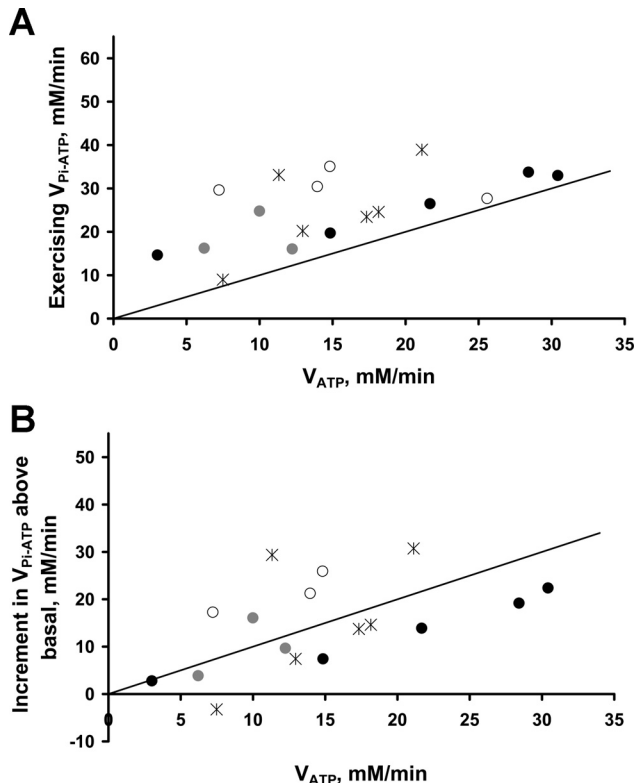 A
Exercising VPi-ATP, mM/min
60
50
40
30
20
10
0
0 5 10 15 20 25 30 35
VATP, mM/min
B
Increment in VPi-ATP above
basal, mM/min
50
40
30
20
10
0
-10
0 5 10 15 20 25 30 35
VATP, mM/min